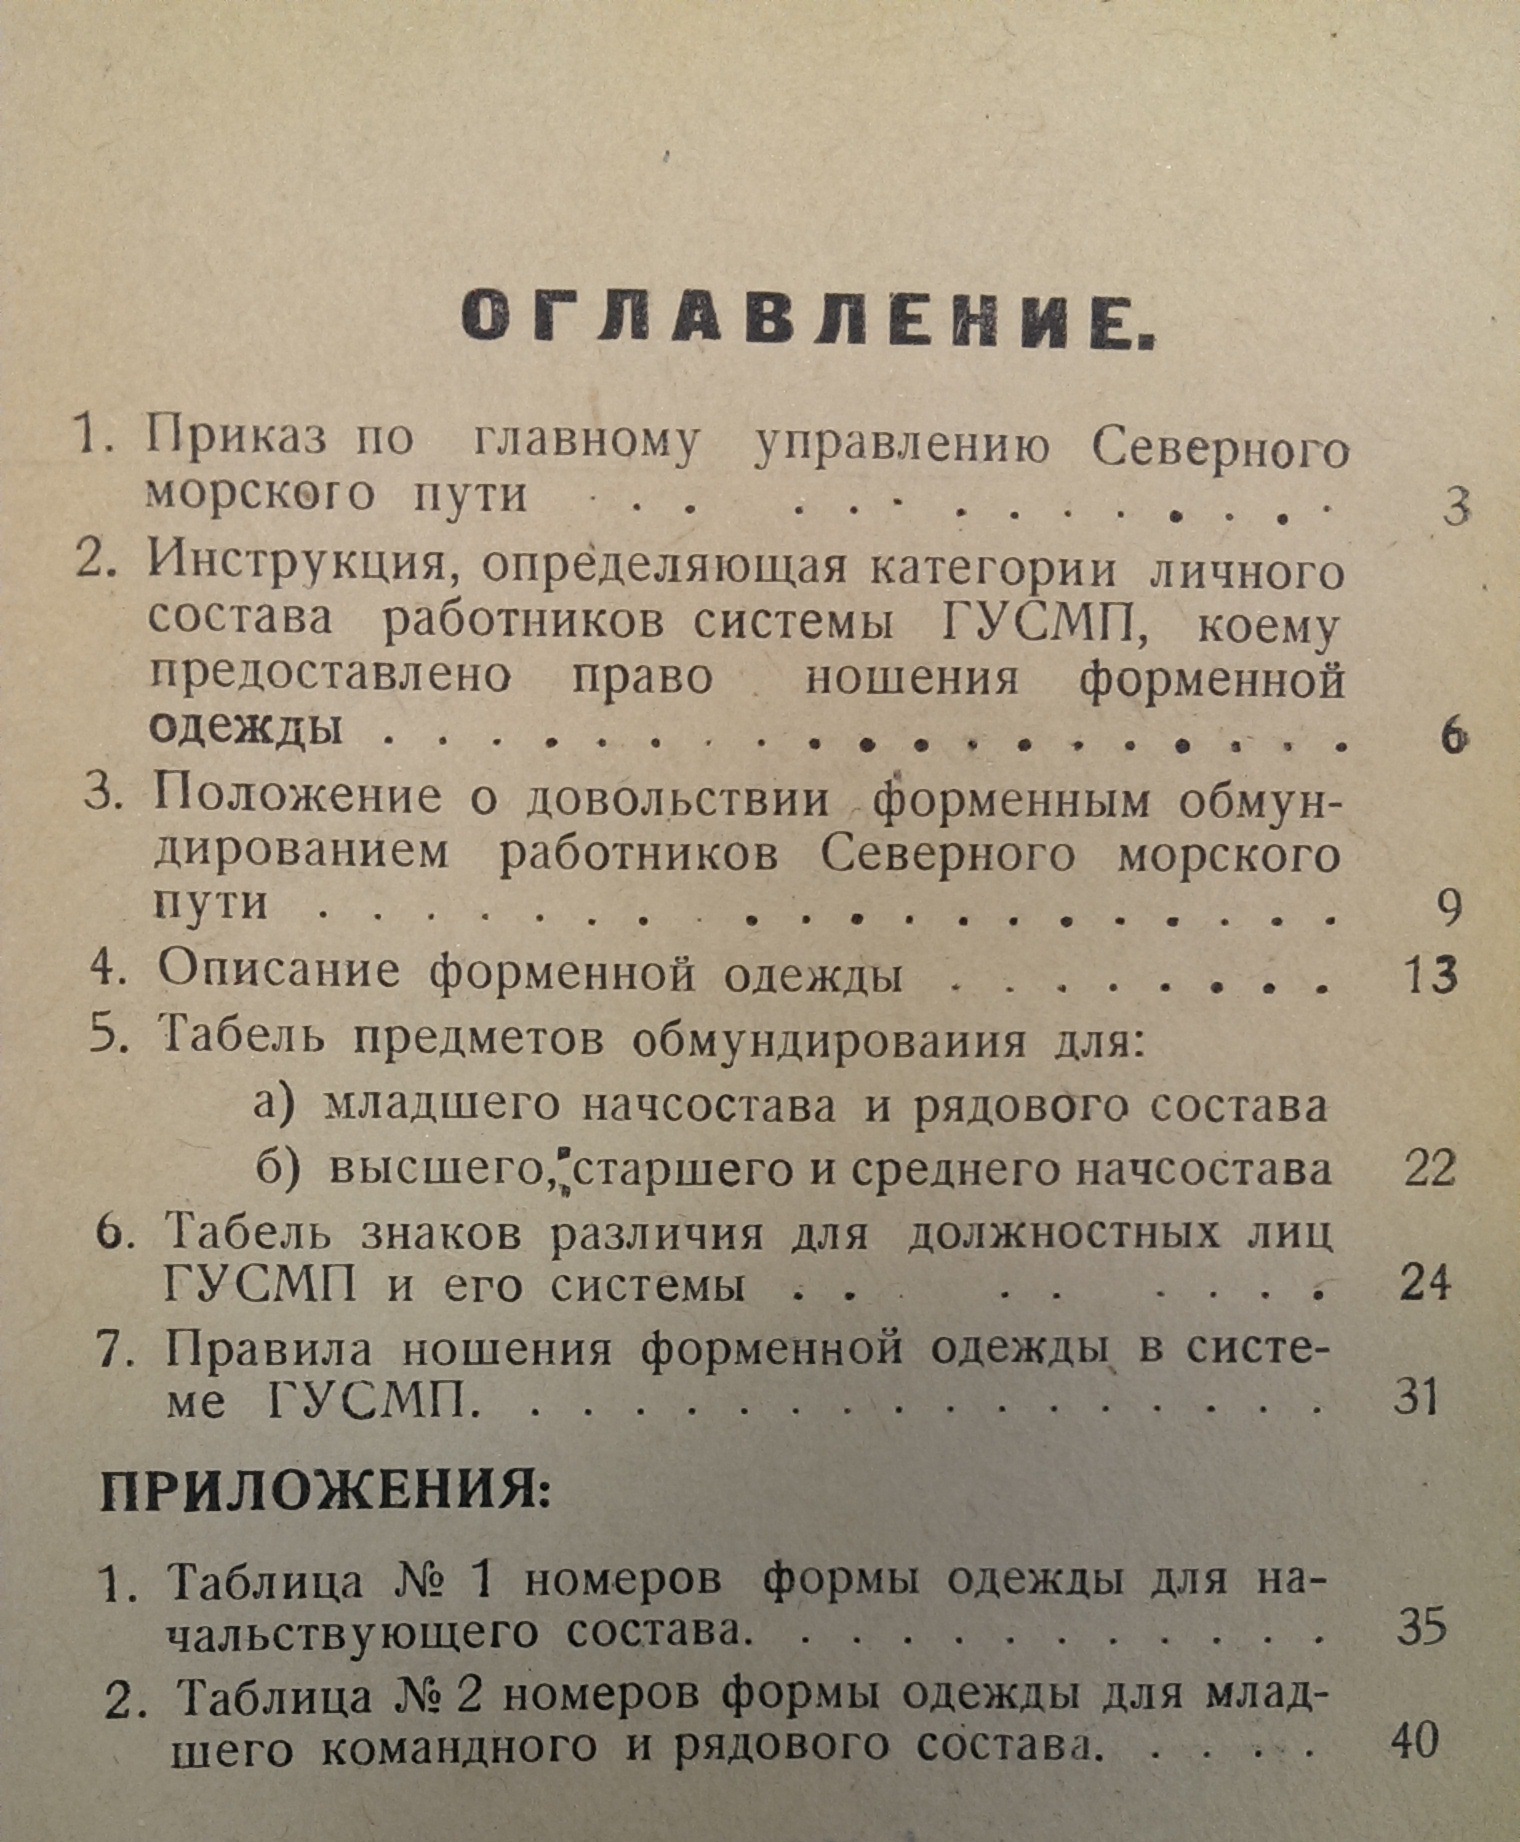 ОГЛАВЛЕНИЕ.
1. Приказ по главному управлению Северного
морского пути . . . . . . . . . . . . . . 3
2. Инструкция, определяющая категории личного
состава работников системы ГУСМП, коему
предоставлено право ношения форменной
одежды . . . . . . . . . . . . . . . . . . . 6
3. Положение о довольствии форменным обмун-
дированием работников Северного морского
пути . . . . . . . . . . . . . . . . . . . . 9
4. Описание форменной одежды . . . . . . . . 13
5. Табель предметов обмундирования для:
а) младшего начсостава и рядового состава
б) высшего, старшего и среднего начсостава 22
6. Табель знаков различия для должностных лиц
ГУСМП и его системы . . . . . . . . . 24
7. Правила ношения форменной одежды в систе-
ме ГУСМП. . . . . . . . . . . . . . . . . 31
ПРИЛОЖЕНИЯ:
1. Таблица № 1 номеров формы одежды для на-
чальствующего состава. . . . . . . . . . . . 35
2. Таблица № 2 номеров формы одежды для млад-
шего командного и рядового состава. . . . . 40